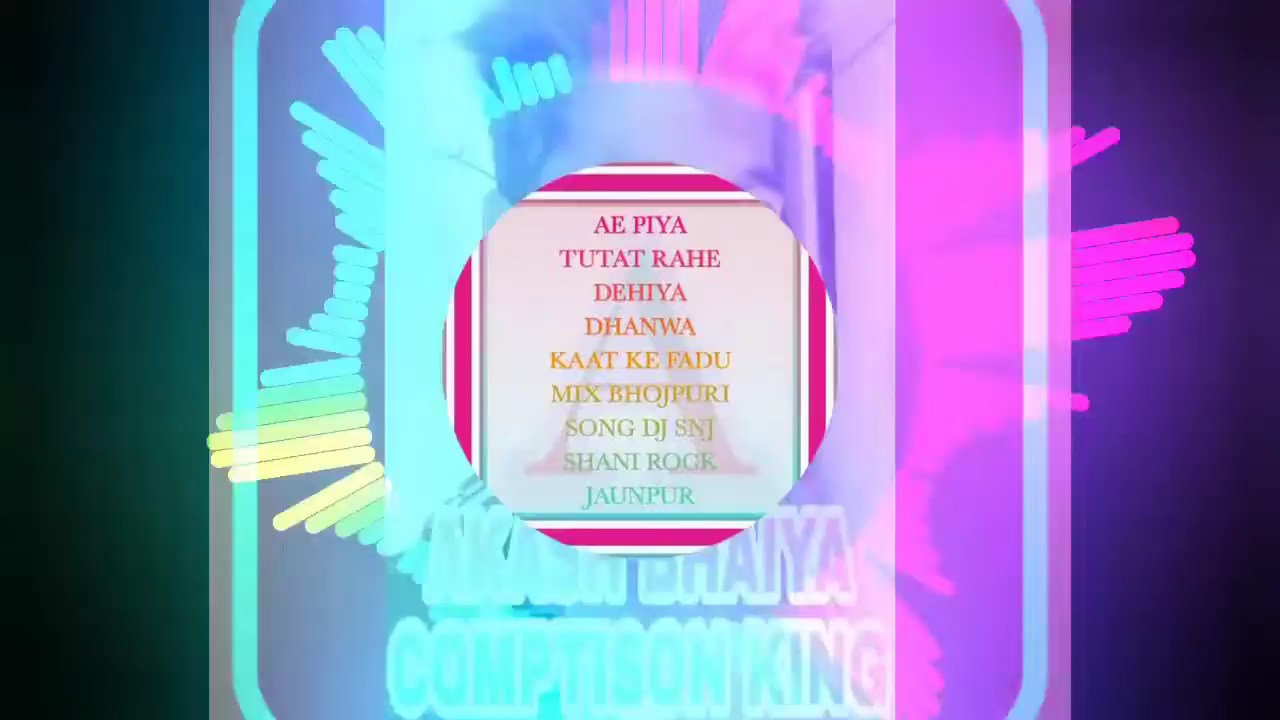 AE PIYA
TUTAT RAHE
DEHIYA
DHANWA
KAAT KE FADU
MIX BHOJPURI
SONG DJ SNJ
SHANI ROCK
JAUNPUR
AKASH BHAIYA
COMPTISON KING